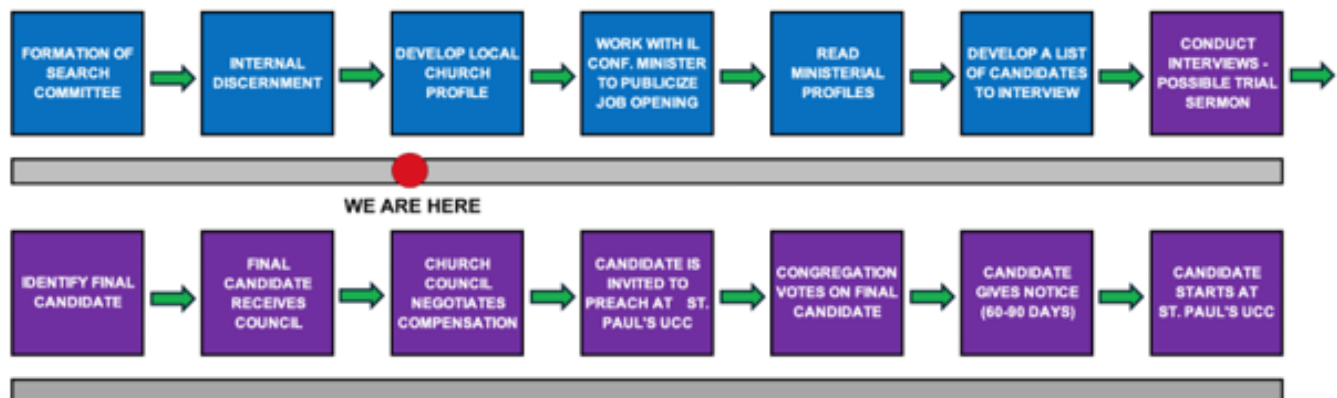 FORMATION OF
SEARCH
COMMITTEE
INTERNAL
DISCERNMENT
DEVELOP LOCAL
CHURCH
PROFILE
WORK WITH IL
CONF. MINISTER
TO PUBLICIZE
JOB OPENING
READ
MINISTERIAL
PROFILES
DEVELOP A LIST
OF CANDIDATES
TO INTERVIEW
CONDUCT
INTERVIEWS -
POSSIBLE TRIAL
SERMON
WE ARE HERE
IDENTIFY FINAL
CANDIDATE
FINAL
CANDIDATE
RECEIVES
COUNCIL
CHURCH
COUNCIL
NEGOTIATES
COMPENSATION
CANDIDATE IS
INVITED TO
PREACH AT ST.
PAUL'S UCC
CONGREGATION
VOTES ON FINAL
CANDIDATE
CANDIDATE
GIVES NOTICE
(60-90 DAYS)
CANDIDATE
STARTS AT
ST. PAUL'S UCC